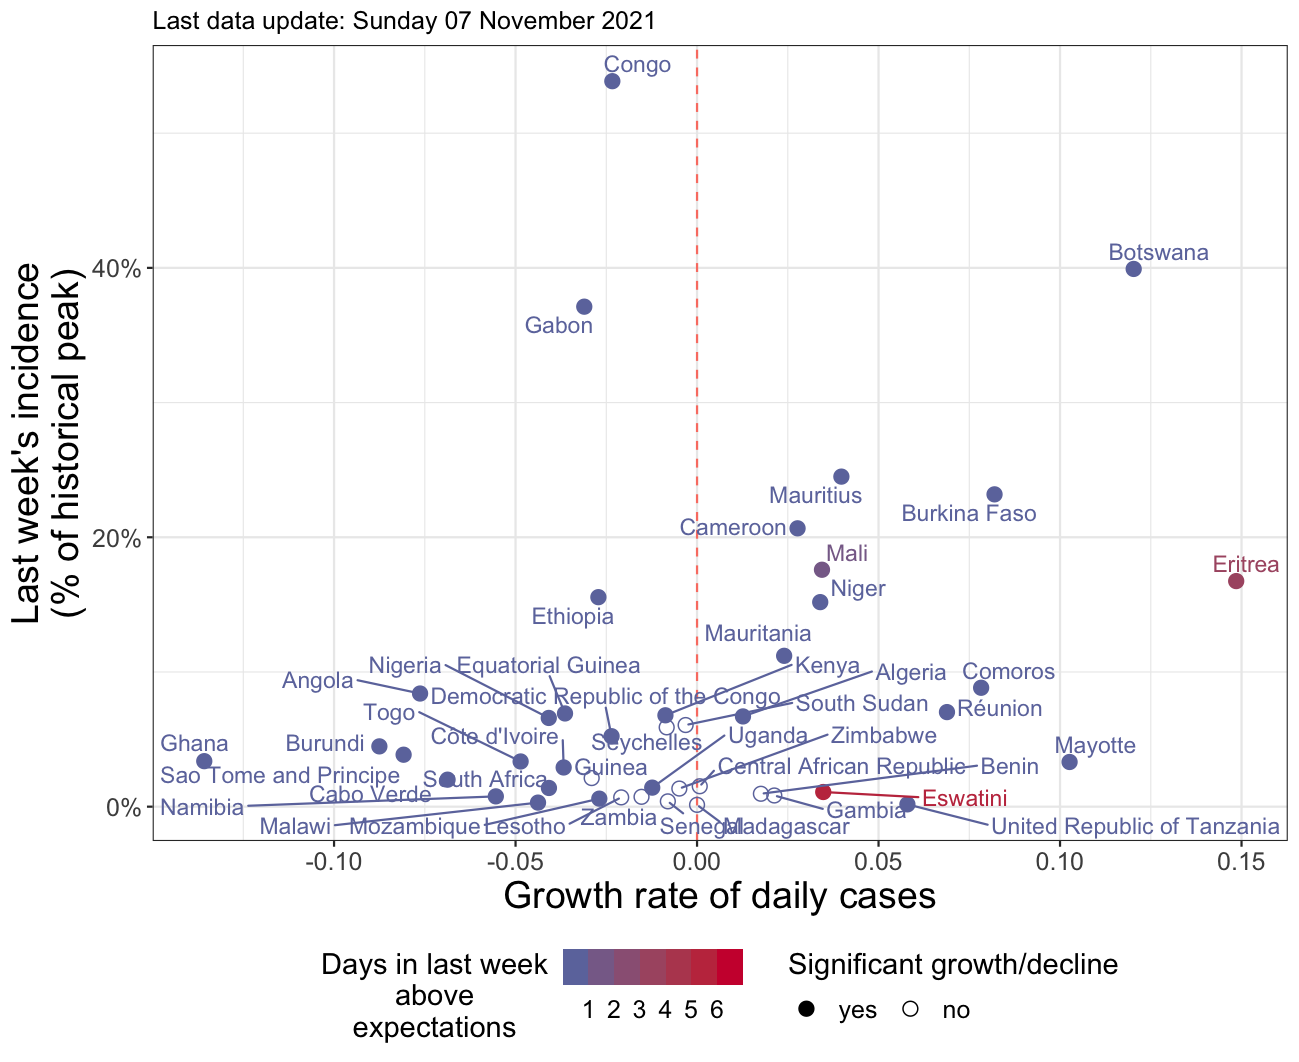 Last data update: Sunday 07 November 2021
Congo
Botswana
40%
Gabon
Mauritius
Burkina Faso
Cameroon
20%
Mali
Eritrea
Niger
Ethiopia
Mauritania
Nigeria
Equatorial Guinea
Kenya
Algeria
Comoros
Angola
Democratic Republic of the Congo
South Sudan
Réunion
Togo
Côte d'Ivoire
Seychelles
Uganda
Zimbabwe
Ghana
Burundi
Mayotte
Sao Tome and Principe
South Africa
Guinea
Central African Republic
Benin
Cabo Verde
Namibia
Eswatini
0%
Malawi
Mozambique
Lesotho
Zambia
Senegal
Madagascar
Gambia
United Republic of Tanzania
-0.10
-0.05
0.00
0.05
0.10
0.15
Last week's incidence
(% of historical peak)
Growth rate of daily cases
Days in last week
above
expectations
1 2 3 4 5 6
Significant growth/decline
yes
no